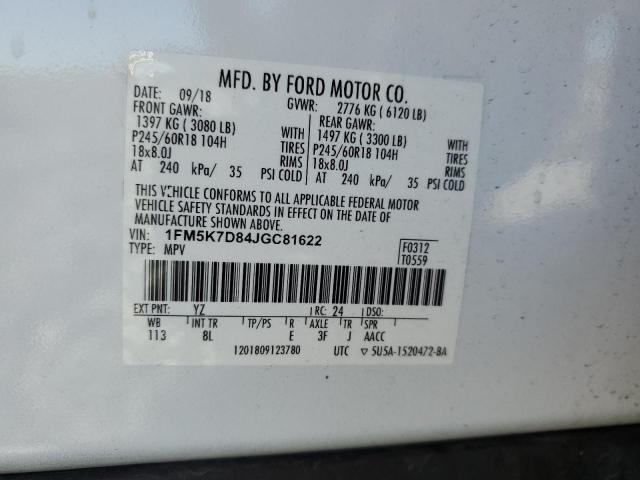 MFD. BY FORD MOTOR CO.
DATE: 09/18 GVWR: 2776 KG ( 6120 LB)
FRONT GAWR: REAR GAWR:
1397 KG ( 3080 LB) WITH 1497 KG ( 3300 LB) WITH
P245/60R18 104H TIRES P245/60R18 104H TIRES
18x8.0J RIMS 18x8.0J RIMS
AT 240 kPa/ 35 PSI COLD AT 240 kPa/ 35 PSI COLD
THIS VEHICLE CONFORMS TO ALL APPLICABLE FEDERAL MOTOR
VEHICLE SAFETY STANDARDS IN EFFECT ON THE DATE OF
MANUFACTURE SHOWN ABOVE.
VIN: 1FM5K7D84JGC81622 F0312
TYPE: MPV T0559
EXT PNT: YZ RC: 24 DSO:
WB INT TR TP/PS R AXLE TR SPR
113 8L E 3F J AACC
1201809123780 UTC ▽ 5U5A-1520472-BA